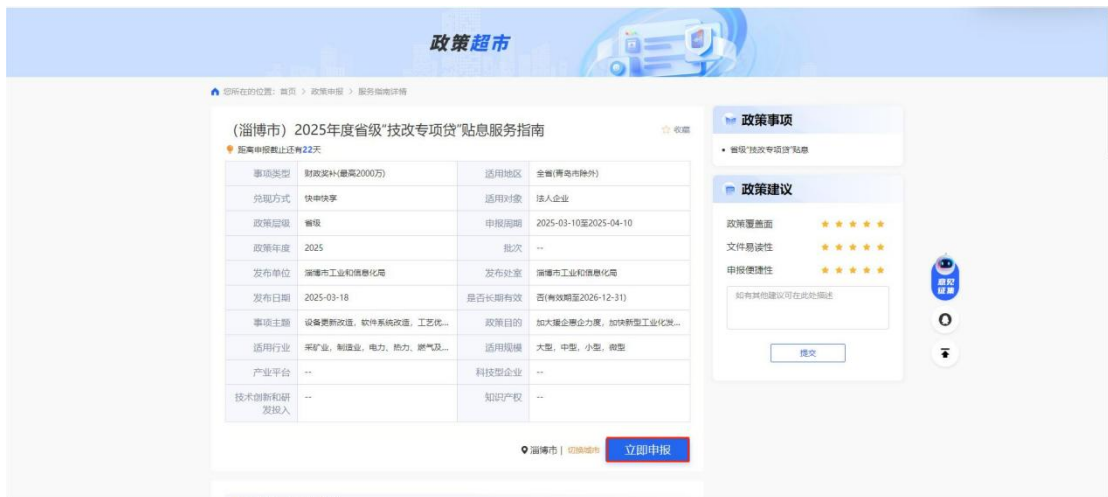 政策超市
您所在的位置：首页 > 政策申报 > 服务指南详情
（淄博市）2025年度省级“技改专项贷”贴息服务指南
收藏
距离申报截止还有22天
事项类型 财政奖补(最高2000万) 适用地区 全省(青岛市除外)
兑现方式 快申快享 适用对象 法人企业
政策层级 省级 申报周期 2025-03-10至2025-04-10
政策年度 2025 批次 --
发布单位 淄博市工业和信息化局 发布处室 淄博市工业和信息化局
发布日期 2025-03-18 是否长期有效 否(有效期至2026-12-31)
事项主题 设备更新改造，软件系统改造，工艺优... 政策目的 加大援企惠企力度，加快新型工业化发...
适用行业 采矿业，制造业，电力、热力、燃气及... 适用规模 大型，中型，小型，微型
产业平台 -- 科技型企业 --
技术创新和研发投入 -- 知识产权 --
淄博市 | 切换城市 立即申报
政策事项
• 省级“技改专项贷”贴息
政策建议
政策覆盖面
文件易读性
申报便捷性
如有其他建议可在此处描述
提交
意见
征集